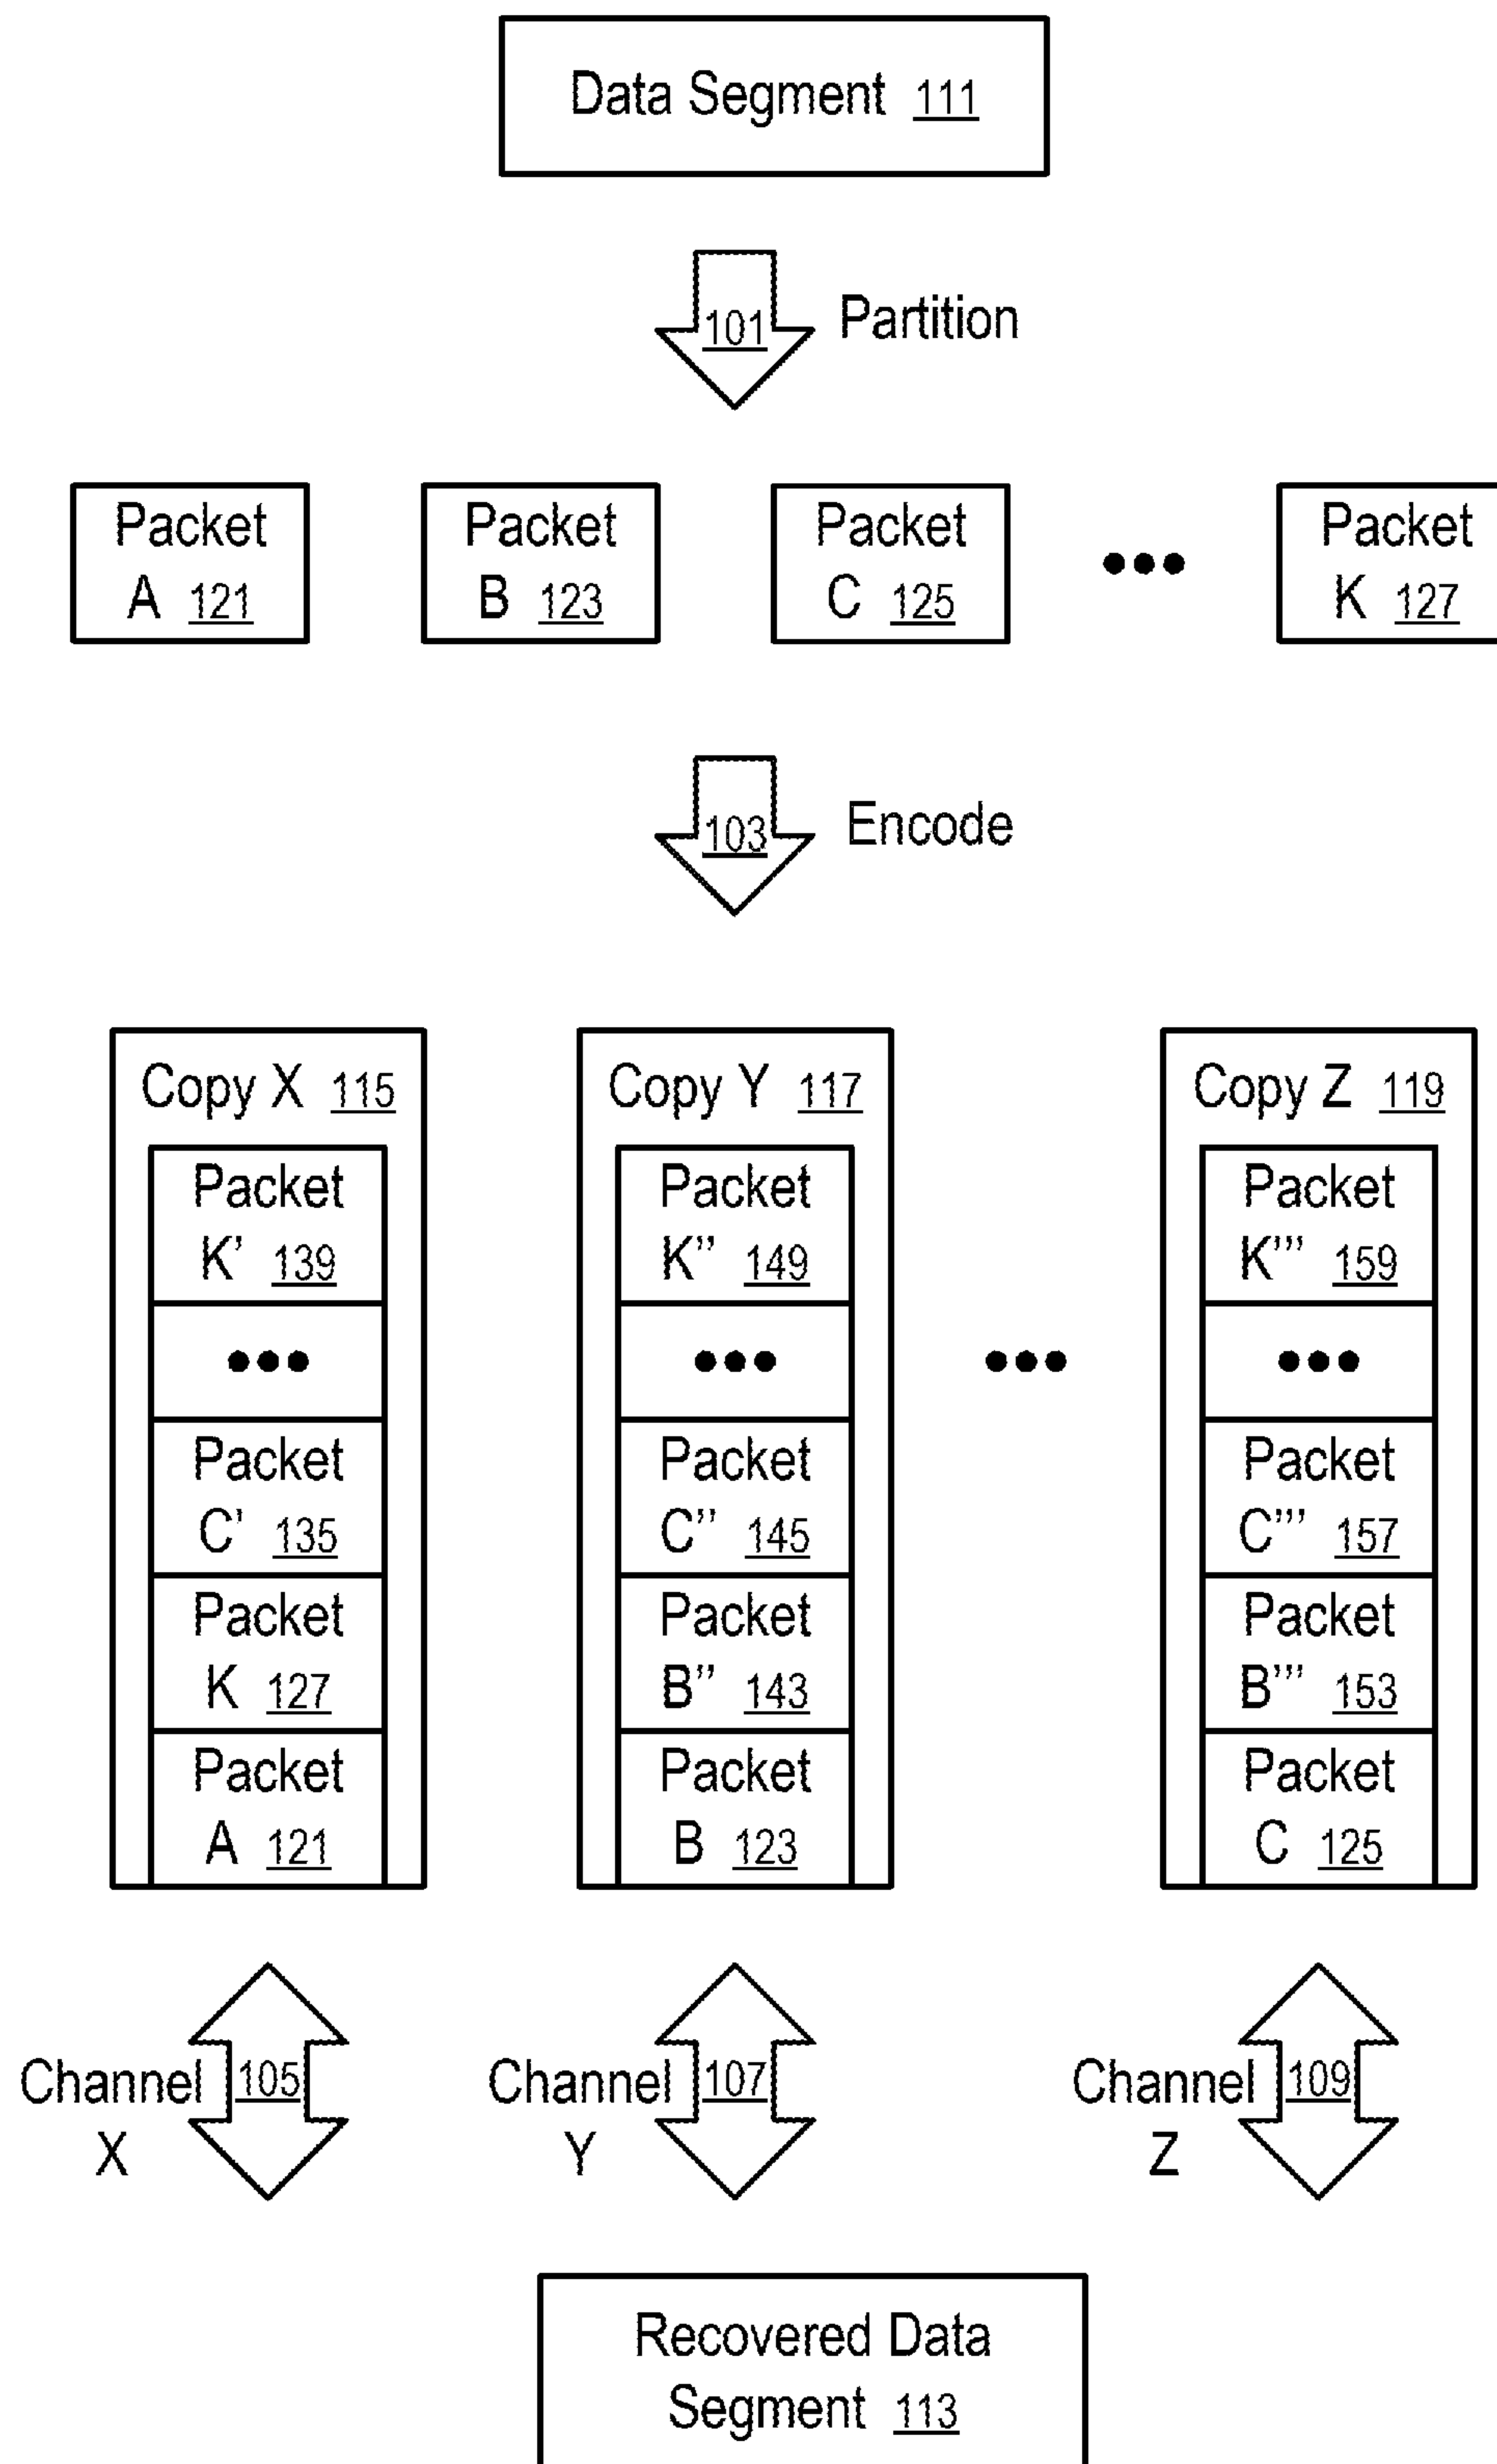 Data Segment 111
101 Partition
Packet Packet Packet Packet
A 121 B 123 C 125 ••• K 127
103 Encode
Copy X 115 Copy Y 117 Copy Z 119
Packet Packet Packet
K' 139 K'' 149 K''' 159
••• ••• ••• •••
Packet Packet Packet
C' 135 C'' 145 C''' 157
Packet Packet Packet
K 127 B'' 143 B''' 153
Packet Packet Packet
A 121 B 123 C 125
Channel 105 Channel 107 Channel 109
X Y Z
Recovered Data
Segment 113